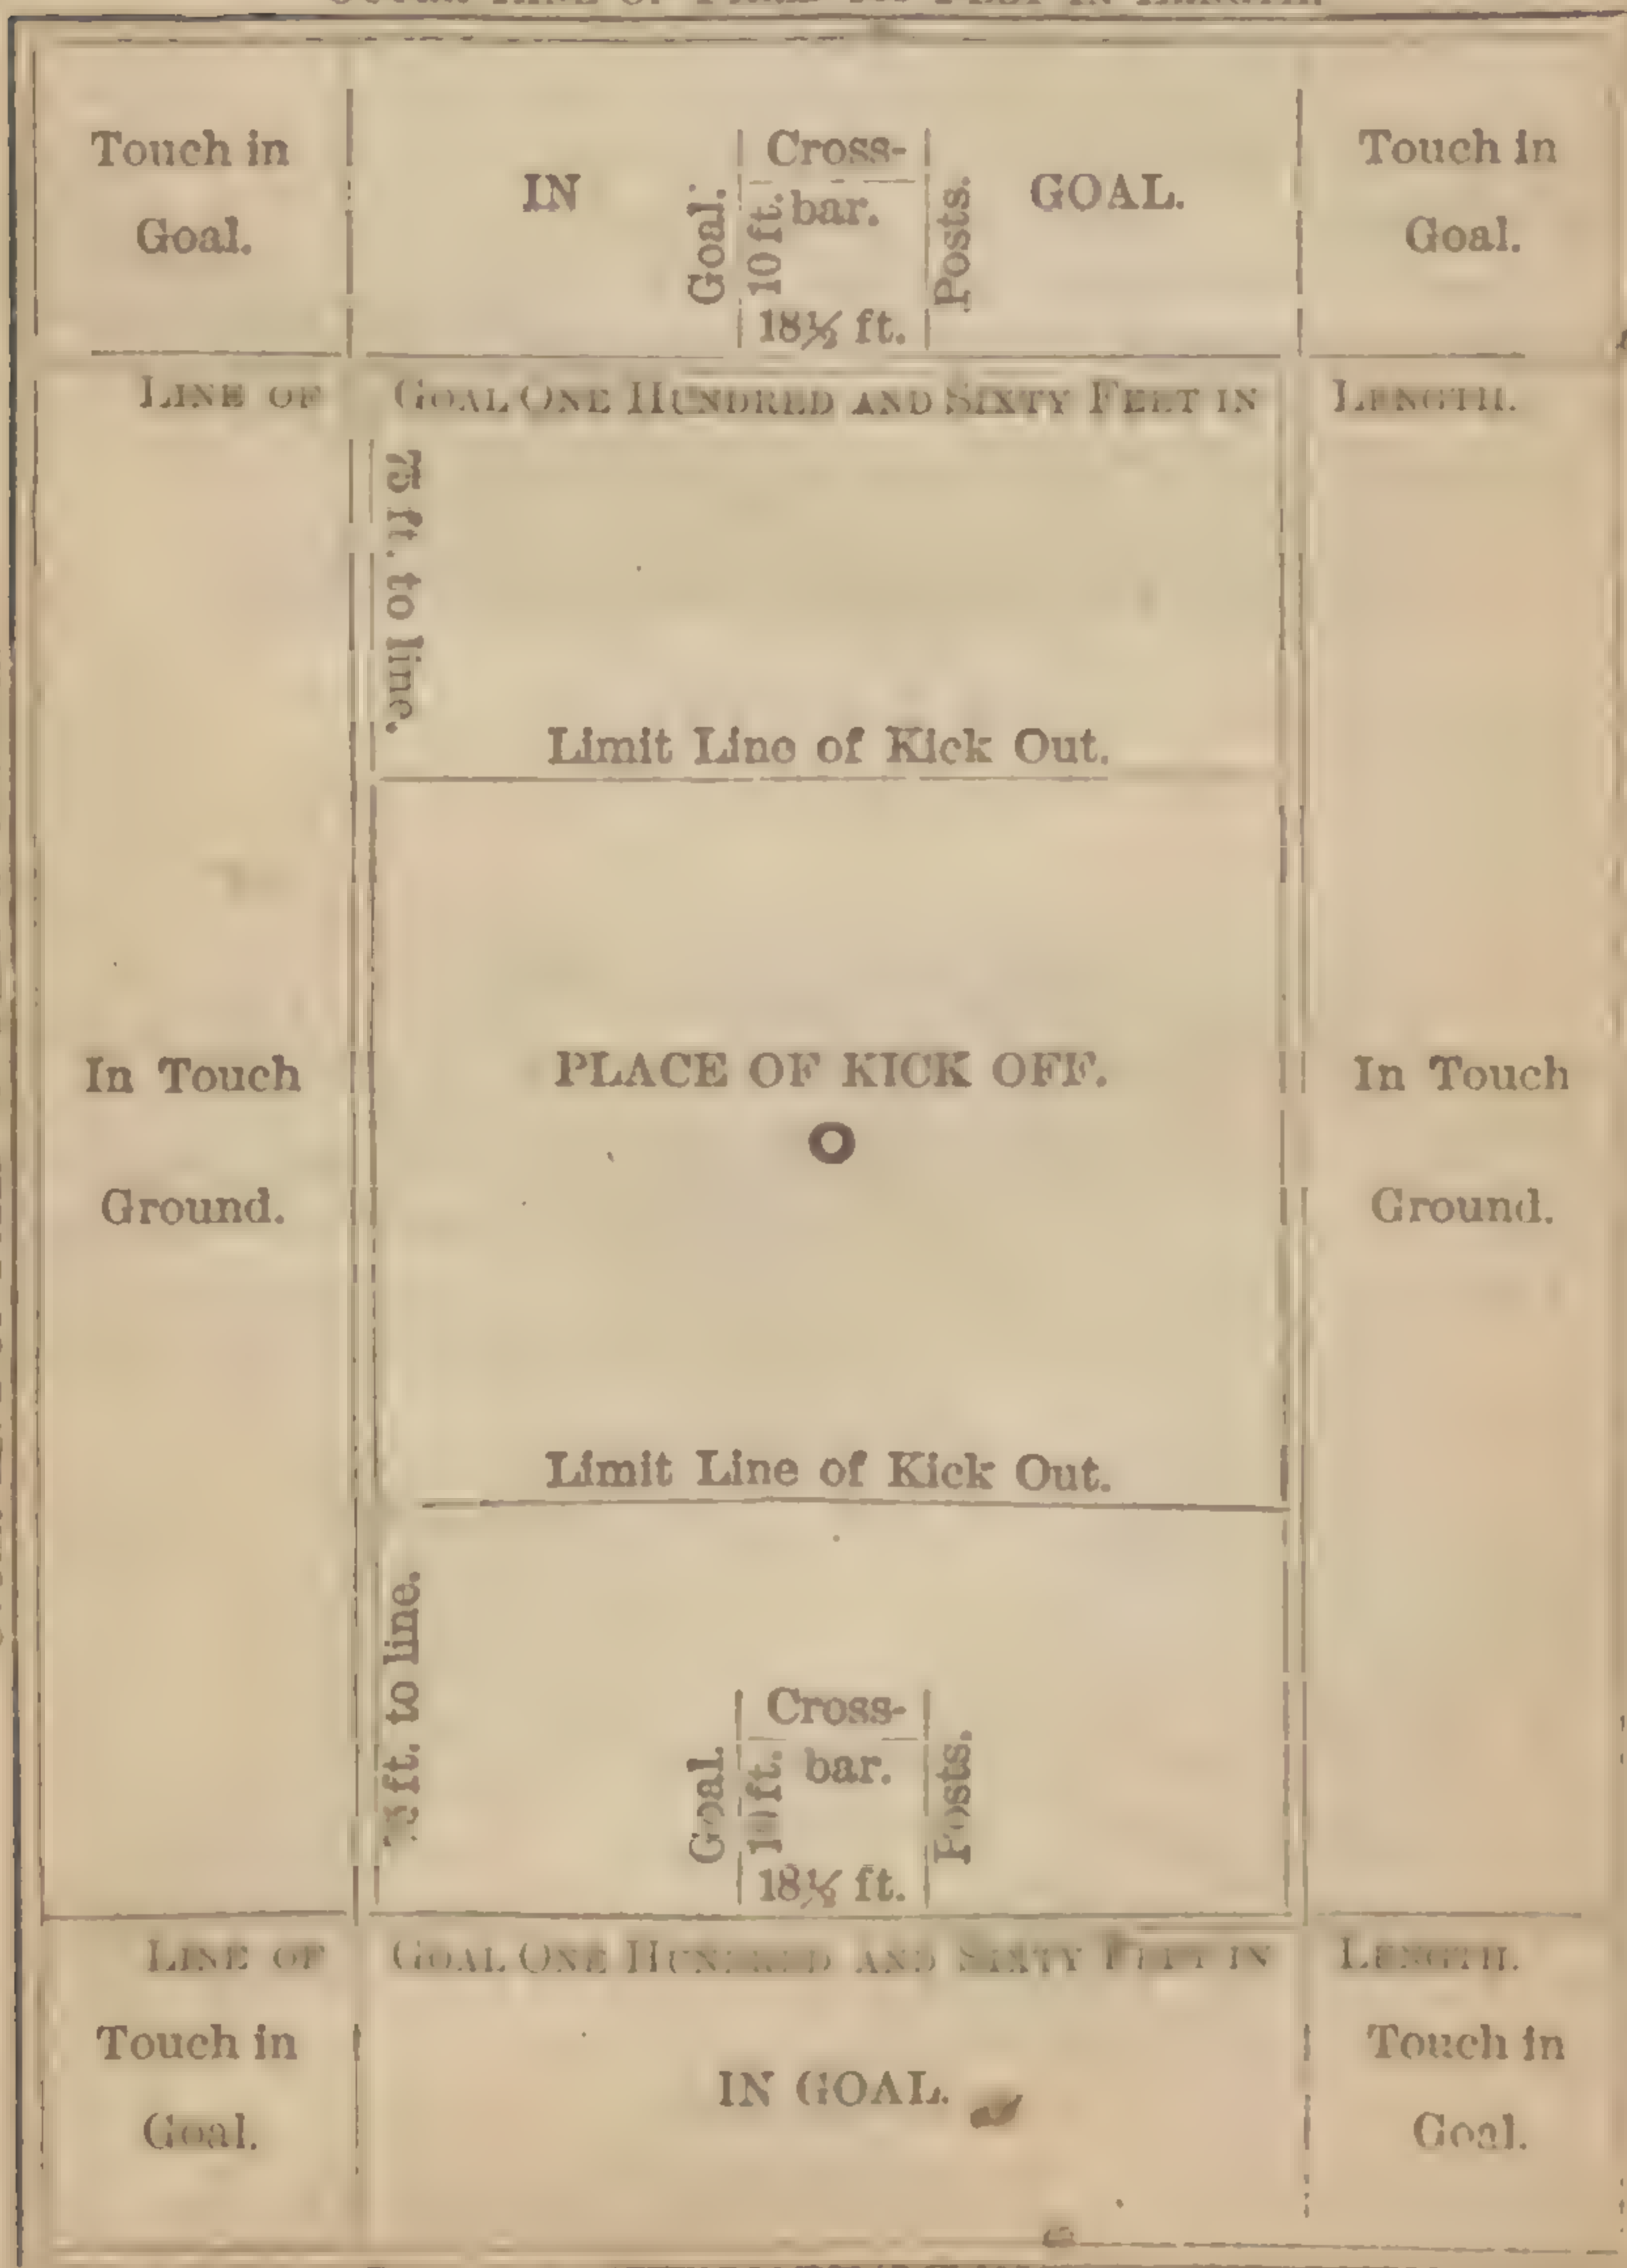 Touch in
Goal.
IN
Goal.
10 ft.
Cross-
bar.
18½ ft.
Posts.
GOAL.
Touch in
Goal.
LINE OF GOAL ONE HUNDRED AND SIXTY FEET IN LENGTH.
75 ft. to line.
Limit Line of Kick Out.
In Touch
Ground.
PLACE OF KICK OFF.
O
In Touch
Ground.
Limit Line of Kick Out.
ft. to line.
Goal.
10 ft.
Cross-
bar.
18½ ft.
Posts.
LINE OF GOAL ONE HUNDRED AND SIXTY FEET IN LENGTH.
Touch in
Goal.
IN GOAL.
Touch in
Goal.